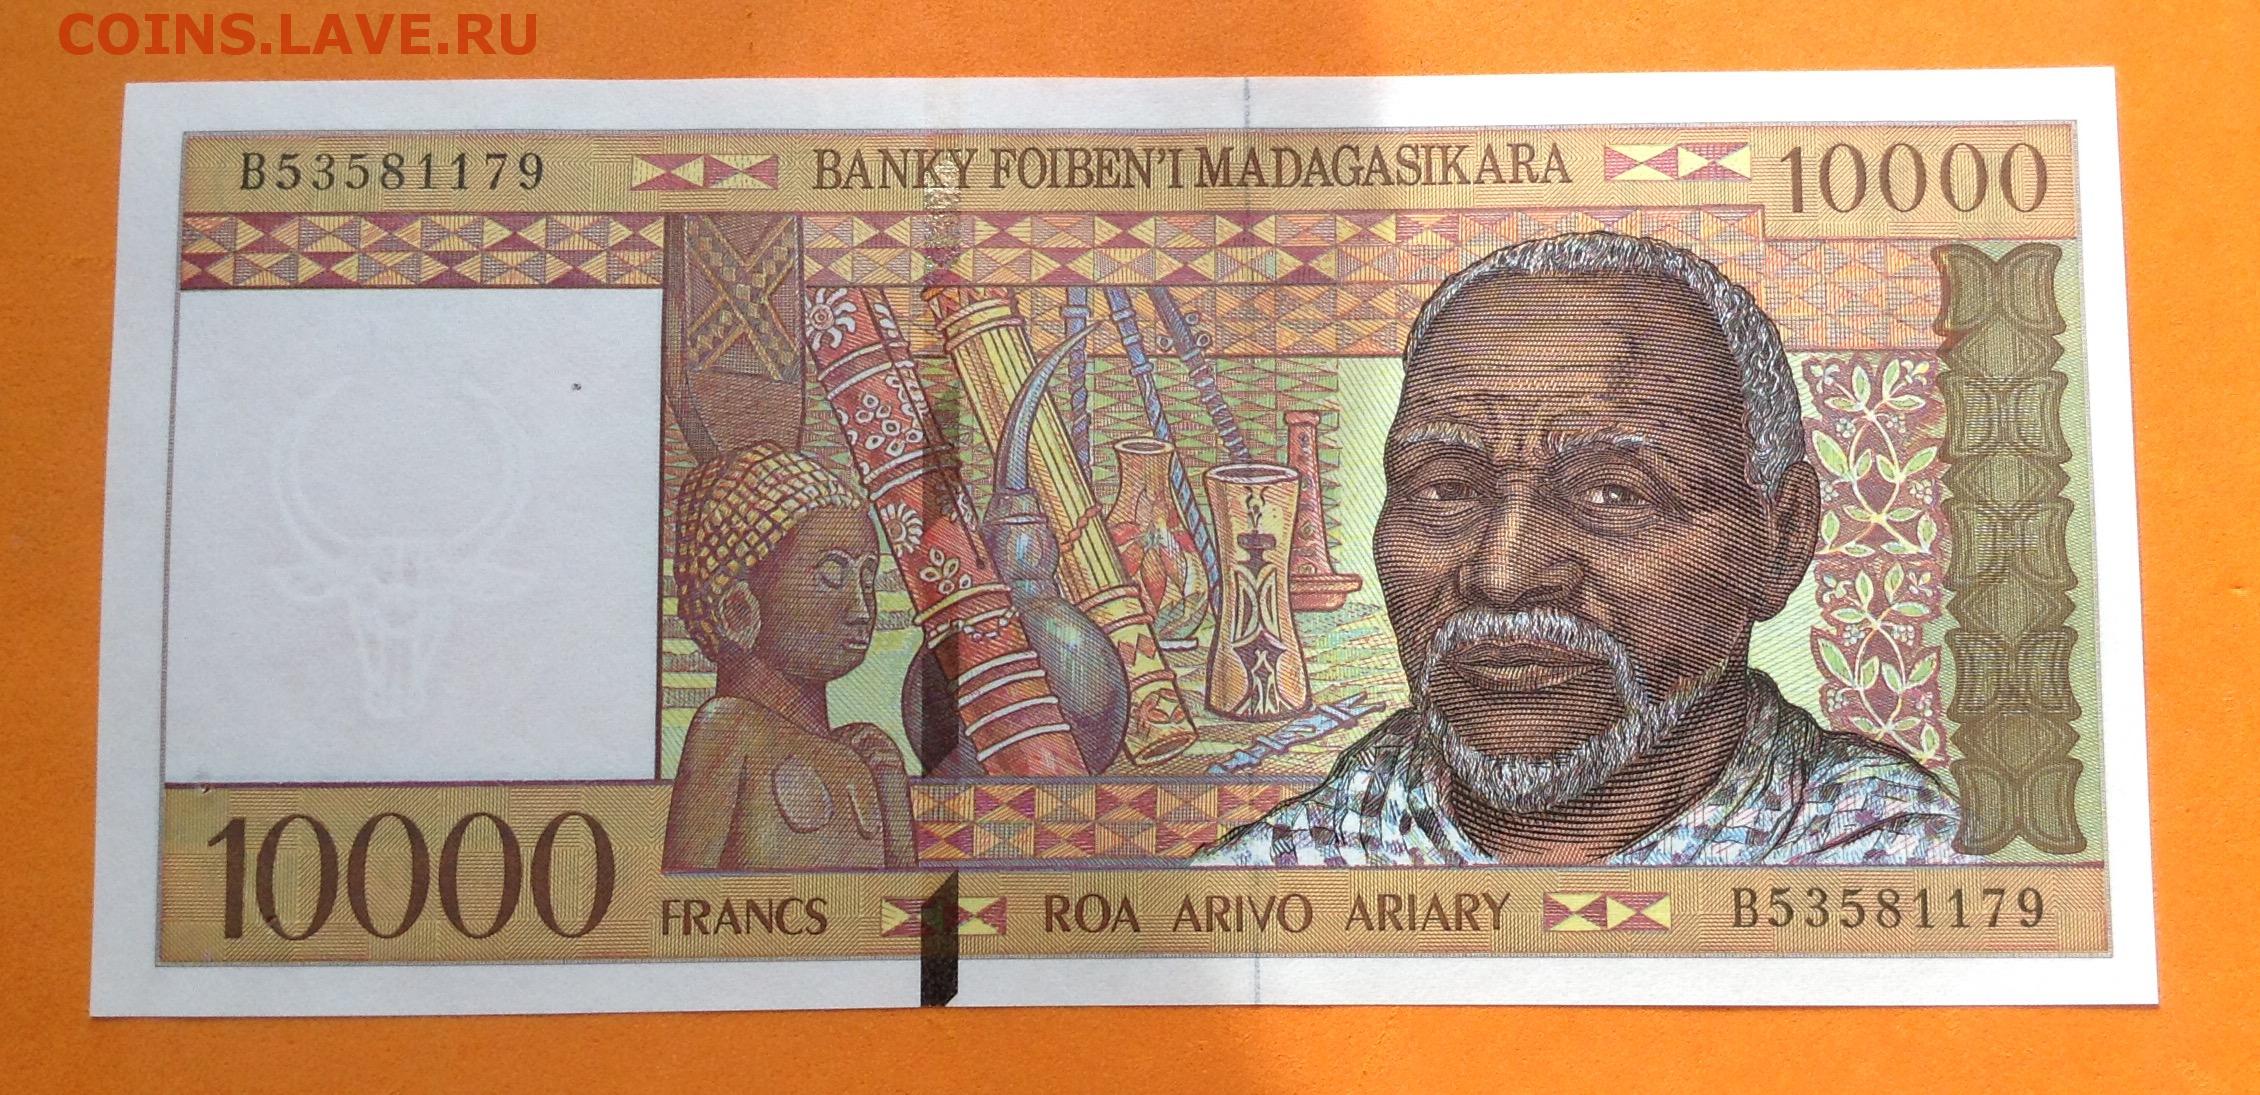 COINS.LAVE.RU
B53581179 BANKY FOIBEN'I MADAGASIKARA 10000
10000 FRANCS ROA ARIVO ARIARY B53581179